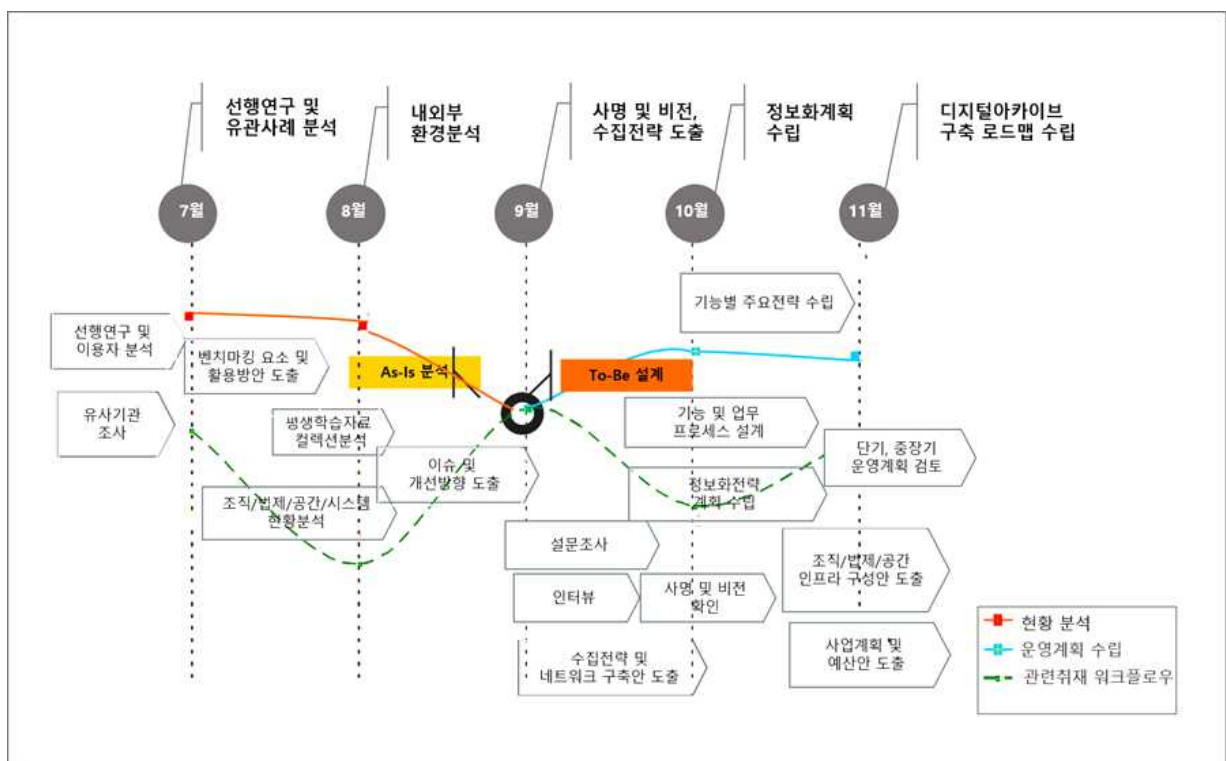 선행연구 및
유관사례 분석
내외부
환경분석
사명 및 비전,
수집전략 도출
정보화계획
수립
디지털아카이브
구축 로드맵 수립
7월
8월
9월
10월
11월
기능별 주요전략 수립
선행연구 및
이용자 분석
벤치마킹 요소 및
활용방안 도출
As-Is 분석
To-Be 설계
유사기관
조사
평생학습자료
컬렉션분석
기능 및 업무
프로세스 설계
이슈 및
개선방향 도출
단기, 중장기
운영계획 검토
조직/법제/공간/시스템
현황분석
정보화전략
계획 수립
설문조사
조직/법제/공간
인프라 구성안 도출
인터뷰
사명 및 비전
확인
수집전략 및
네트워크 구축안 도출
사업계획 및
예산안 도출
현황 분석
운영계획 수립
관련취재 워크플로우